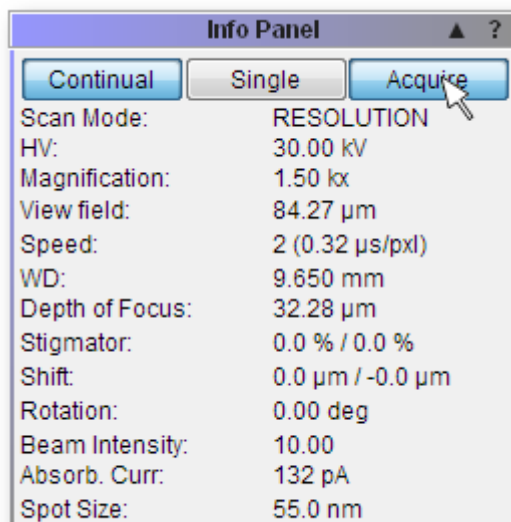 Info Panel ▲ ?
Continual Single Acquire
Scan Mode: RESOLUTION
HV: 30.00 kV
Magnification: 1.50 kx
View field: 84.27 µm
Speed: 2 (0.32 µs/pxl)
WD: 9.650 mm
Depth of Focus: 32.28 µm
Stigmator: 0.0 % / 0.0 %
Shift: 0.0 µm / -0.0 µm
Rotation: 0.00 deg
Beam Intensity: 10.00
Absorb. Curr: 132 pA
Spot Size: 55.0 nm